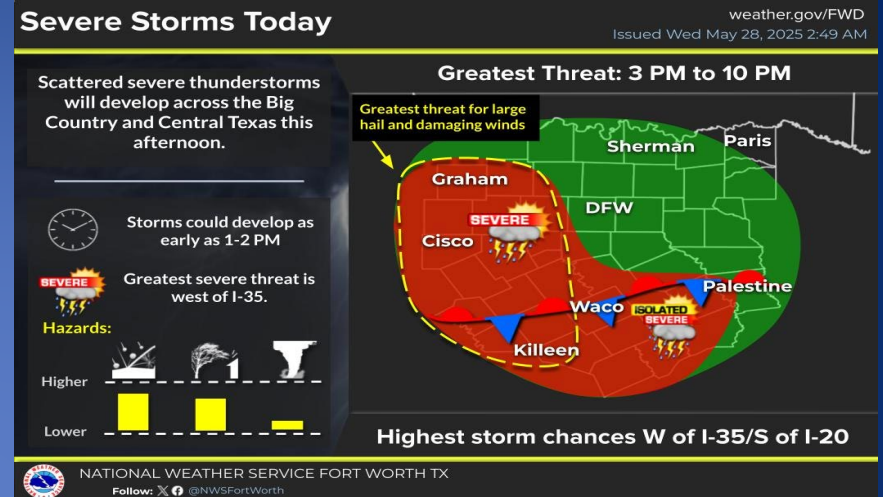 Severe Storms Today
weather.gov/FWD
Issued Wed May 28, 2025 2:49 AM
Scattered severe thunderstorms
will develop across the Big
Country and Central Texas this
afternoon.
Storms could develop as
early as 1-2 PM
SEVERE
Greatest severe threat is
west of I-35.
Hazards:
Higher
Lower
Greatest Threat: 3 PM to 10 PM
Greatest threat for large
hail and damaging winds
Sherman
Paris
Graham
DFW
SEVERE
Cisco
Palestine
Waco
ISOLATED
SEVERE
Killeen
Highest storm chances W of I-35/S of I-20
NATIONAL WEATHER SERVICE FORT WORTH TX
Follow: X @NWSFortWorth